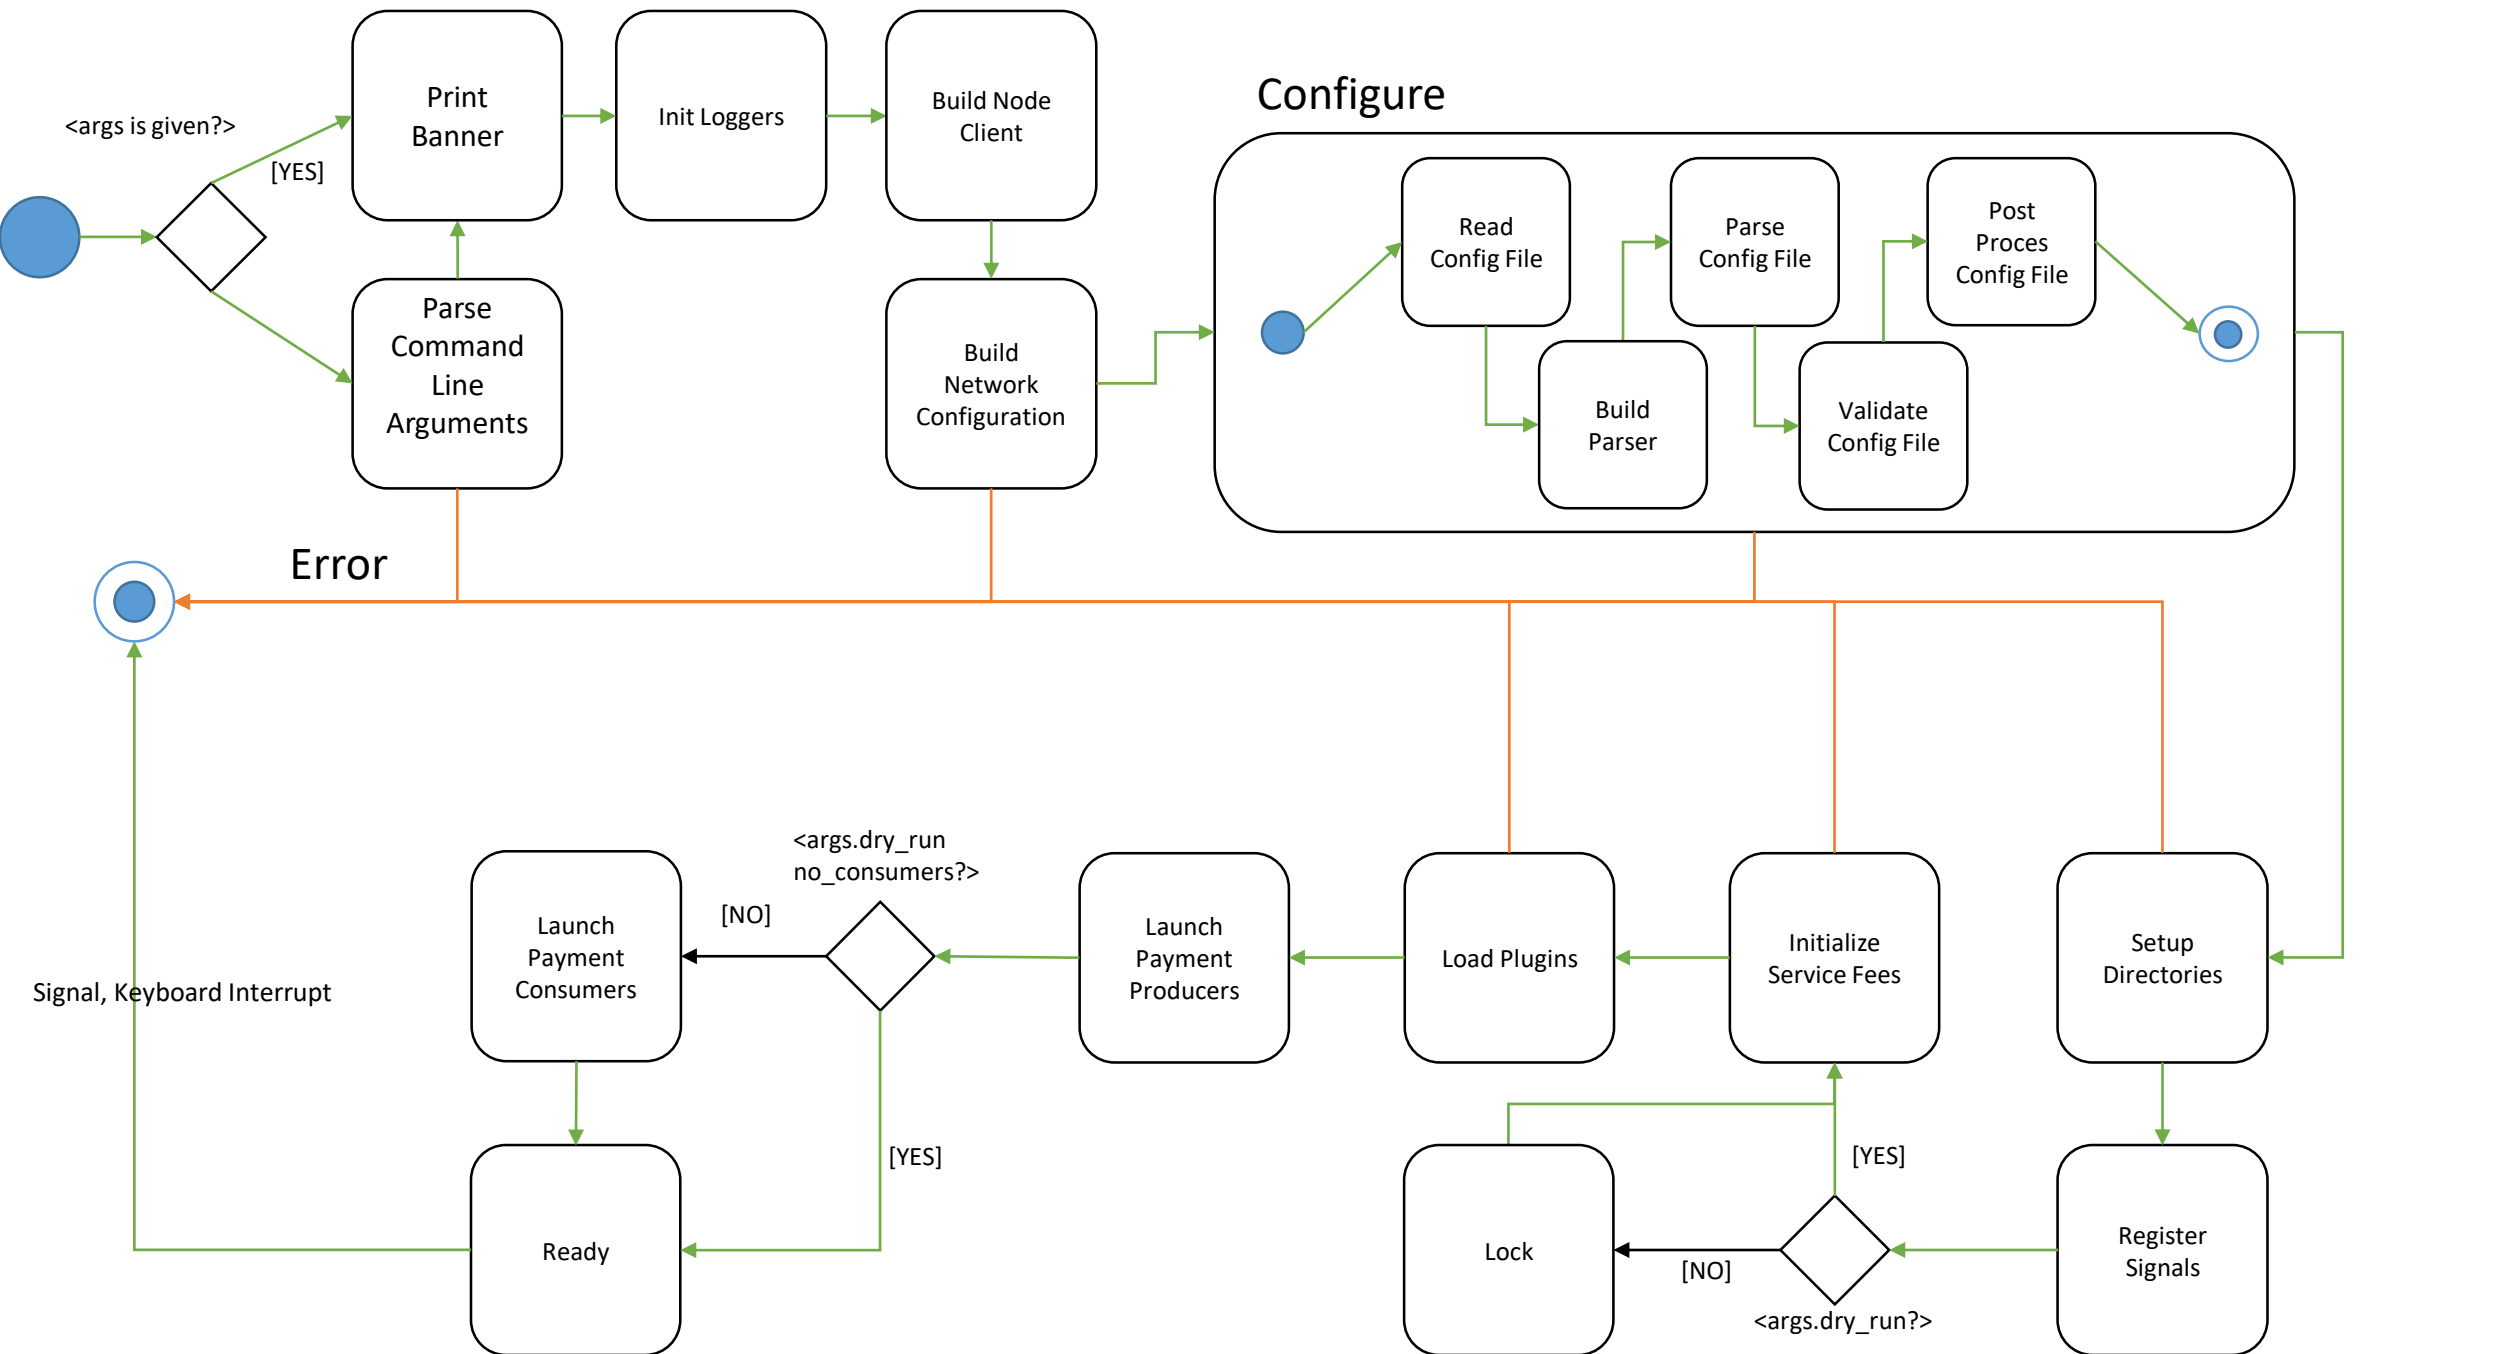 <args is given?>
[YES]
Print
Banner
Init Loggers
Build Node
Client
Parse
Command
Line
Arguments
Build
Network
Configuration
Configure
Read
Config File
Build
Parser
Parse
Config File
Validate
Config File
Post
Proces
Config File
Error
Setup
Directories
Register
Signals
<args.dry_run?>
[YES]
[NO]
Lock
Initialize
Service Fees
Load Plugins
Launch
Payment
Producers
<args.dry_run
no_consumers?>
[NO]
[YES]
Launch
Payment
Consumers
Ready
Signal, Keyboard Interrupt